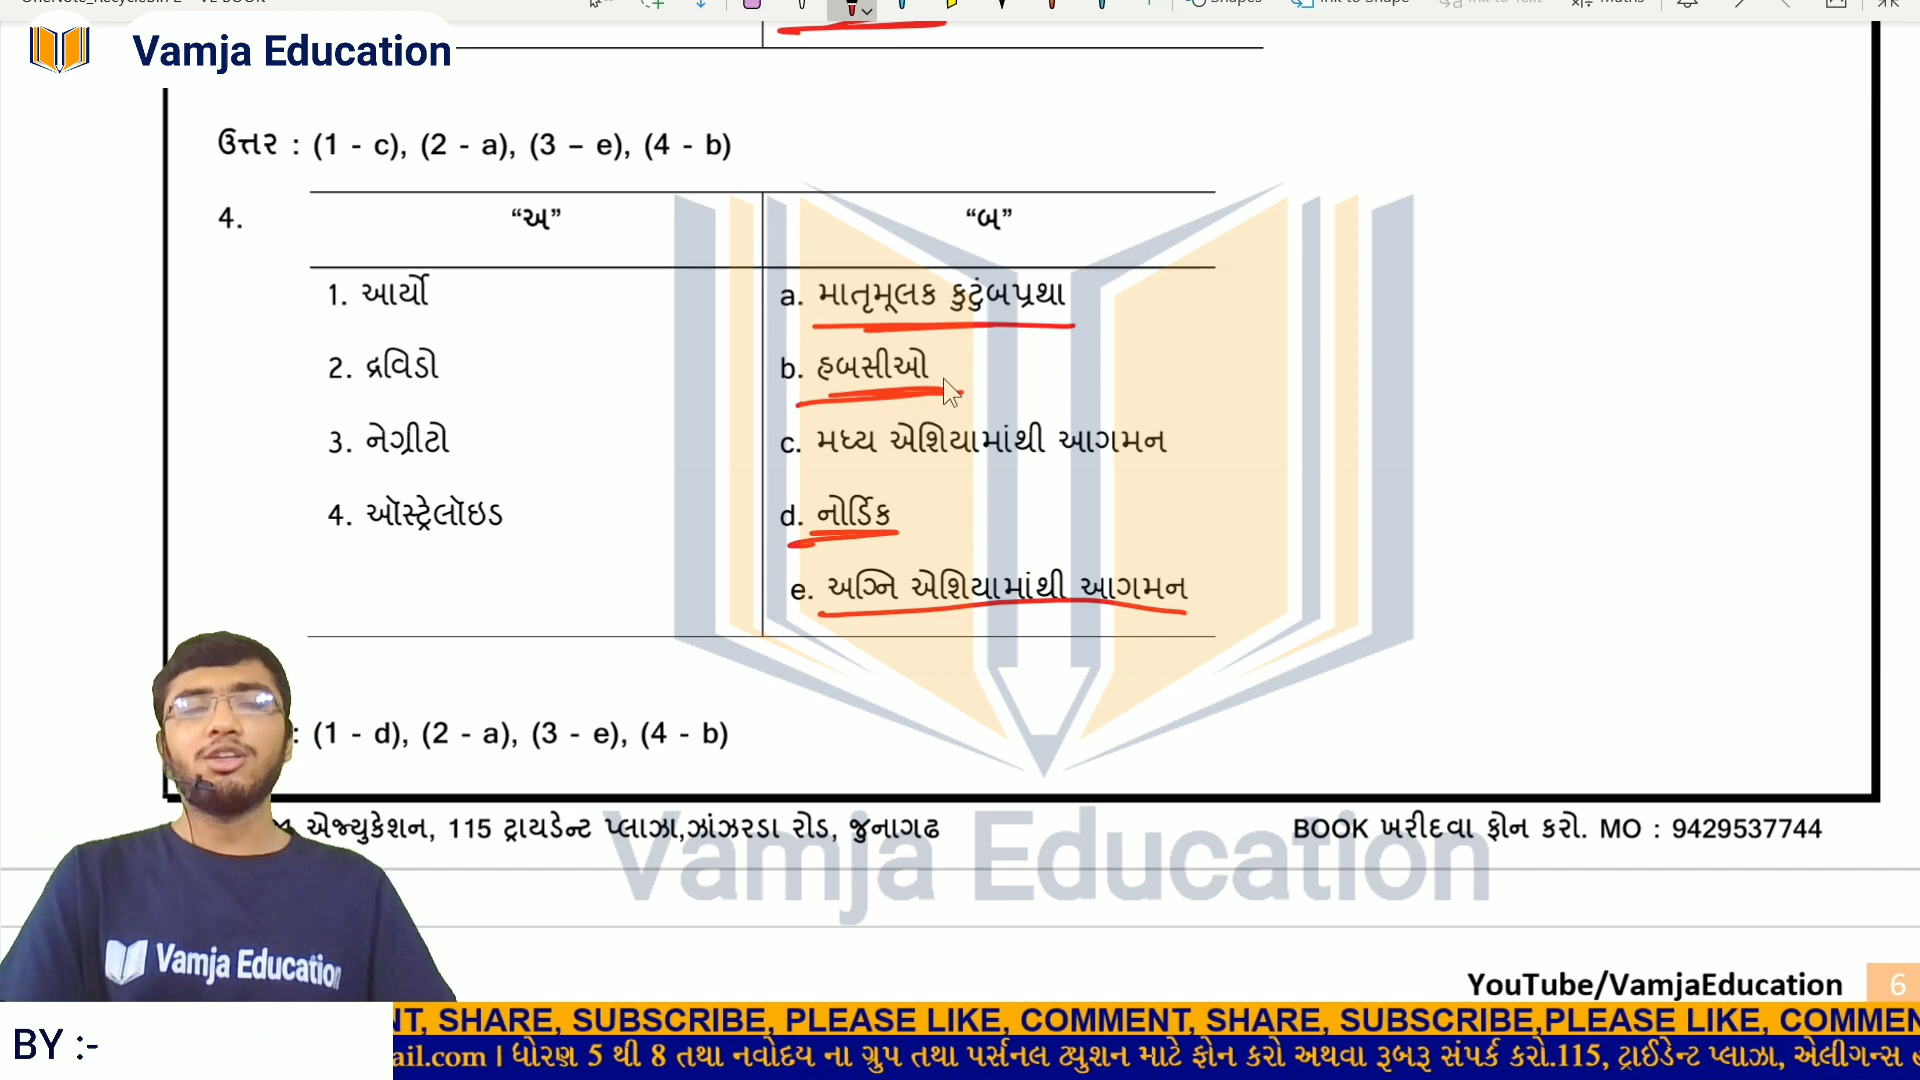 Vamja Education
ઉત્તર : (1 - c), (2 - a), (3 – e), (4 - b)
4. “અ” “બ”
1. આર્યો a. માતૃમૂલક કુટુંબપ્રથા
2. દ્રવિડો b. હબસીઓ
3. નેગ્રીટો c. મધ્ય એશિયામાંથી આગમન
4. ઑસ્ટ્રેલૉઇડ d. નોર્ડિક
e. અગ્નિ એશિયામાંથી આગમન
: (1 - d), (2 - a), (3 - e), (4 - b)
એજ્યુકેશન, 115 ટ્રાયડેન્ટ પ્લાઝા,ઝાંઝરડા રોડ, જુનાગઢ BOOK ખરીદવા ફોન કરો. MO : 9429537744
Vamja Education
Vamja Education
YouTube/VamjaEducation 6
NT, SHARE, SUBSCRIBE, PLEASE LIKE, COMMENT, SHARE, SUBSCRIBE,PLEASE LIKE, COMMEN
BY :- ail.com | ધોરણ 5 થી 8 તથા નવોદય ના ગ્રુપ તથા પર્સનલ ટ્યુશન માટે ફોન કરો અથવા રૂબરૂ સંપર્ક કરો.115, ટ્રાઈડેન્ટ પ્લાઝા, એલીગન્સ